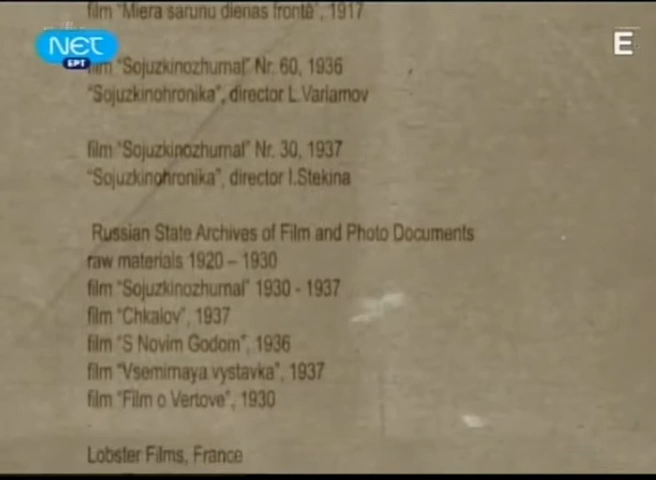 film "Miera sarunu dienas frontē", 1917
NET
EPT
E
film "Sojuzkinozhurnal" Nr. 60, 1936
"Sojuzkinohronika", director L.Varlamov
film "Sojuzkinozhurnal" Nr. 30, 1937
"Sojuzkinohronika", director I.Stekina
Russian State Archives of Film and Photo Documents
raw materials 1920 – 1930
film "Sojuzkinozhurnal" 1930 - 1937
film "Chkalov", 1937
film "S Novim Godom", 1936
film "Vsemirnaya vystavka", 1937
film "Film o Vertove", 1930
Lobster Films, France